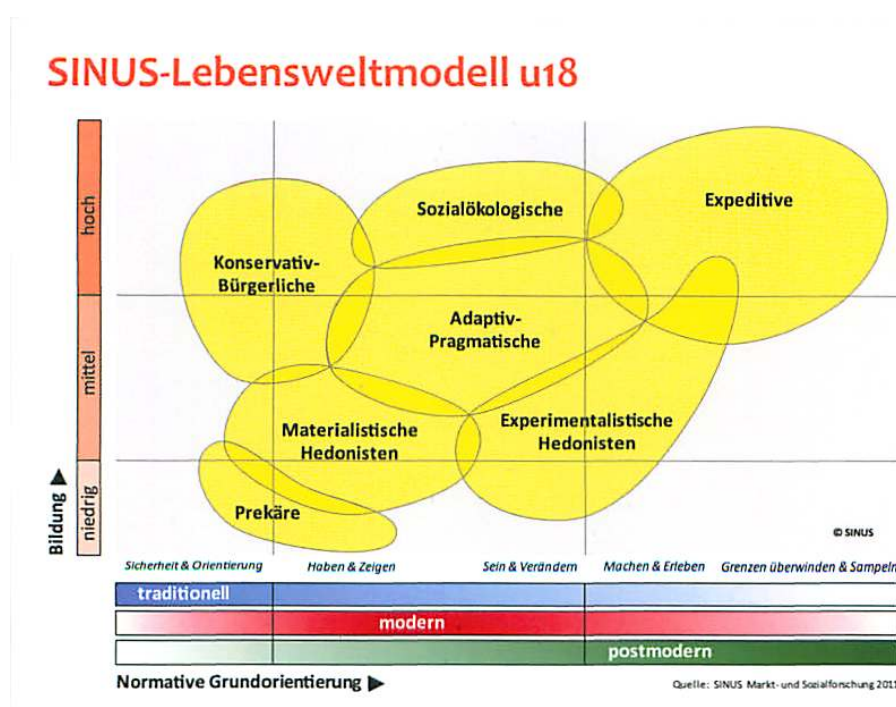 SINUS-Lebensweltmodell u18
hoch
mittel
niedrig
Bildung ▶
Sozialökologische
Expeditive
Konservativ-
Bürgerliche
Adaptiv-
Pragmatische
Materialistische
Hedonisten
Experimentalistische
Hedonisten
Prekäre
© SINUS
Sicherheit & Orientierung
Haben & Zeigen
Sein & Verändern
Machen & Erleben
Grenzen überwinden & Sampeln
traditionell
modern
postmodern
Normative Grundorientierung ▶
Quelle: SINUS Markt- und Sozialforschung 2011